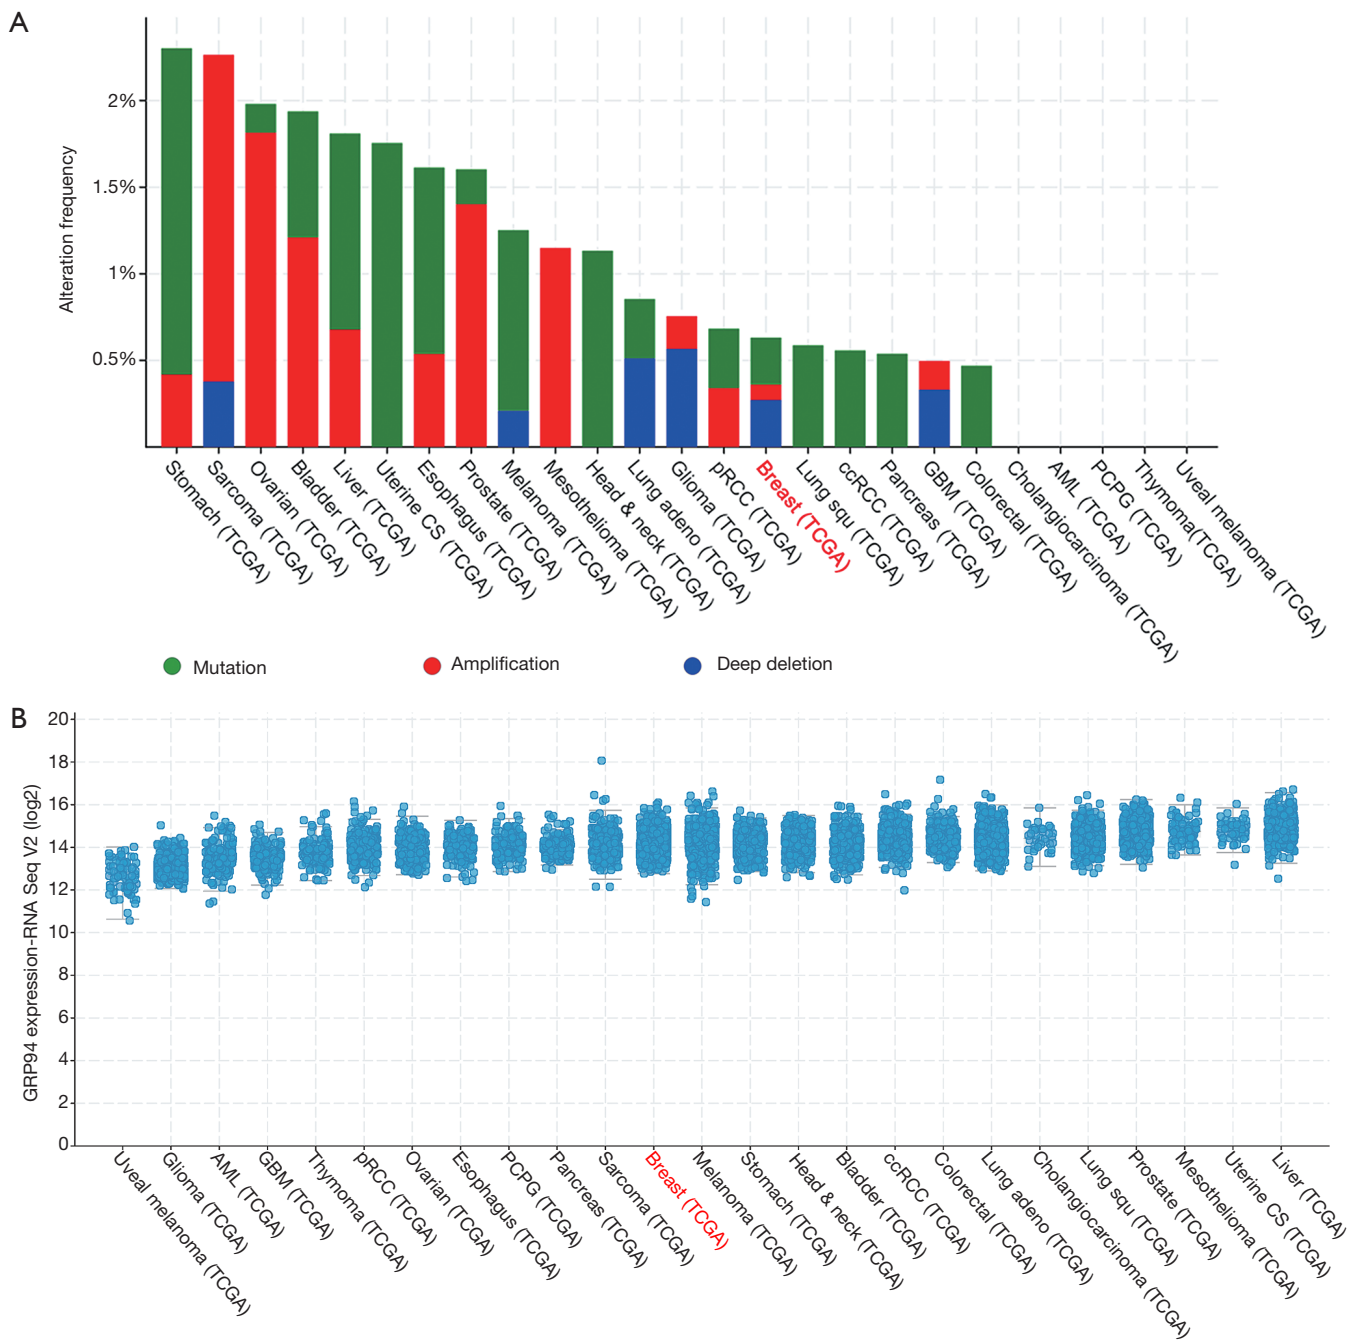 A
Alteration frequency
2%
1.5%
1%
0.5%
Stomach (TCGA)
Sarcoma (TCGA)
Ovarian (TCGA)
Bladder (TCGA)
Liver (TCGA)
Uterine CS (TCGA)
Esophagus (TCGA)
Prostate (TCGA)
Melanoma (TCGA)
Mesothelioma (TCGA)
Head & neck (TCGA)
Lung adeno (TCGA)
Glioma (TCGA)
pRCC (TCGA)
Breast (TCGA)
Lung squ (TCGA)
ccRCC (TCGA)
Pancreas (TCGA)
GBM (TCGA)
Colorectal (TCGA)
Cholangiocarcinoma (TCGA)
AML (TCGA)
PCPG (TCGA)
Thymoma(TCGA)
Uveal melanoma (TCGA)
Mutation
Amplification
Deep deletion
B
GRP94 expression-RNA Seq V2 (log2)
20
18
16
14
12
10
8
6
4
2
0
Uveal melanoma (TCGA)
Glioma (TCGA)
AML (TCGA)
GBM (TCGA)
Thymoma (TCGA)
pRCC (TCGA)
Ovarian (TCGA)
Esophagus (TCGA)
PCPG (TCGA)
Pancreas (TCGA)
Sarcoma (TCGA)
Breast (TCGA)
Melanoma (TCGA)
Stomach (TCGA)
Head & neck (TCGA)
Bladder (TCGA)
ccRCC (TCGA)
Colorectal (TCGA)
Lung adeno (TCGA)
Cholangiocarcinoma (TCGA)
Lung squ (TCGA)
Prostate (TCGA)
Mesothelioma (TCGA)
Uterine CS (TCGA)
Liver (TCGA)